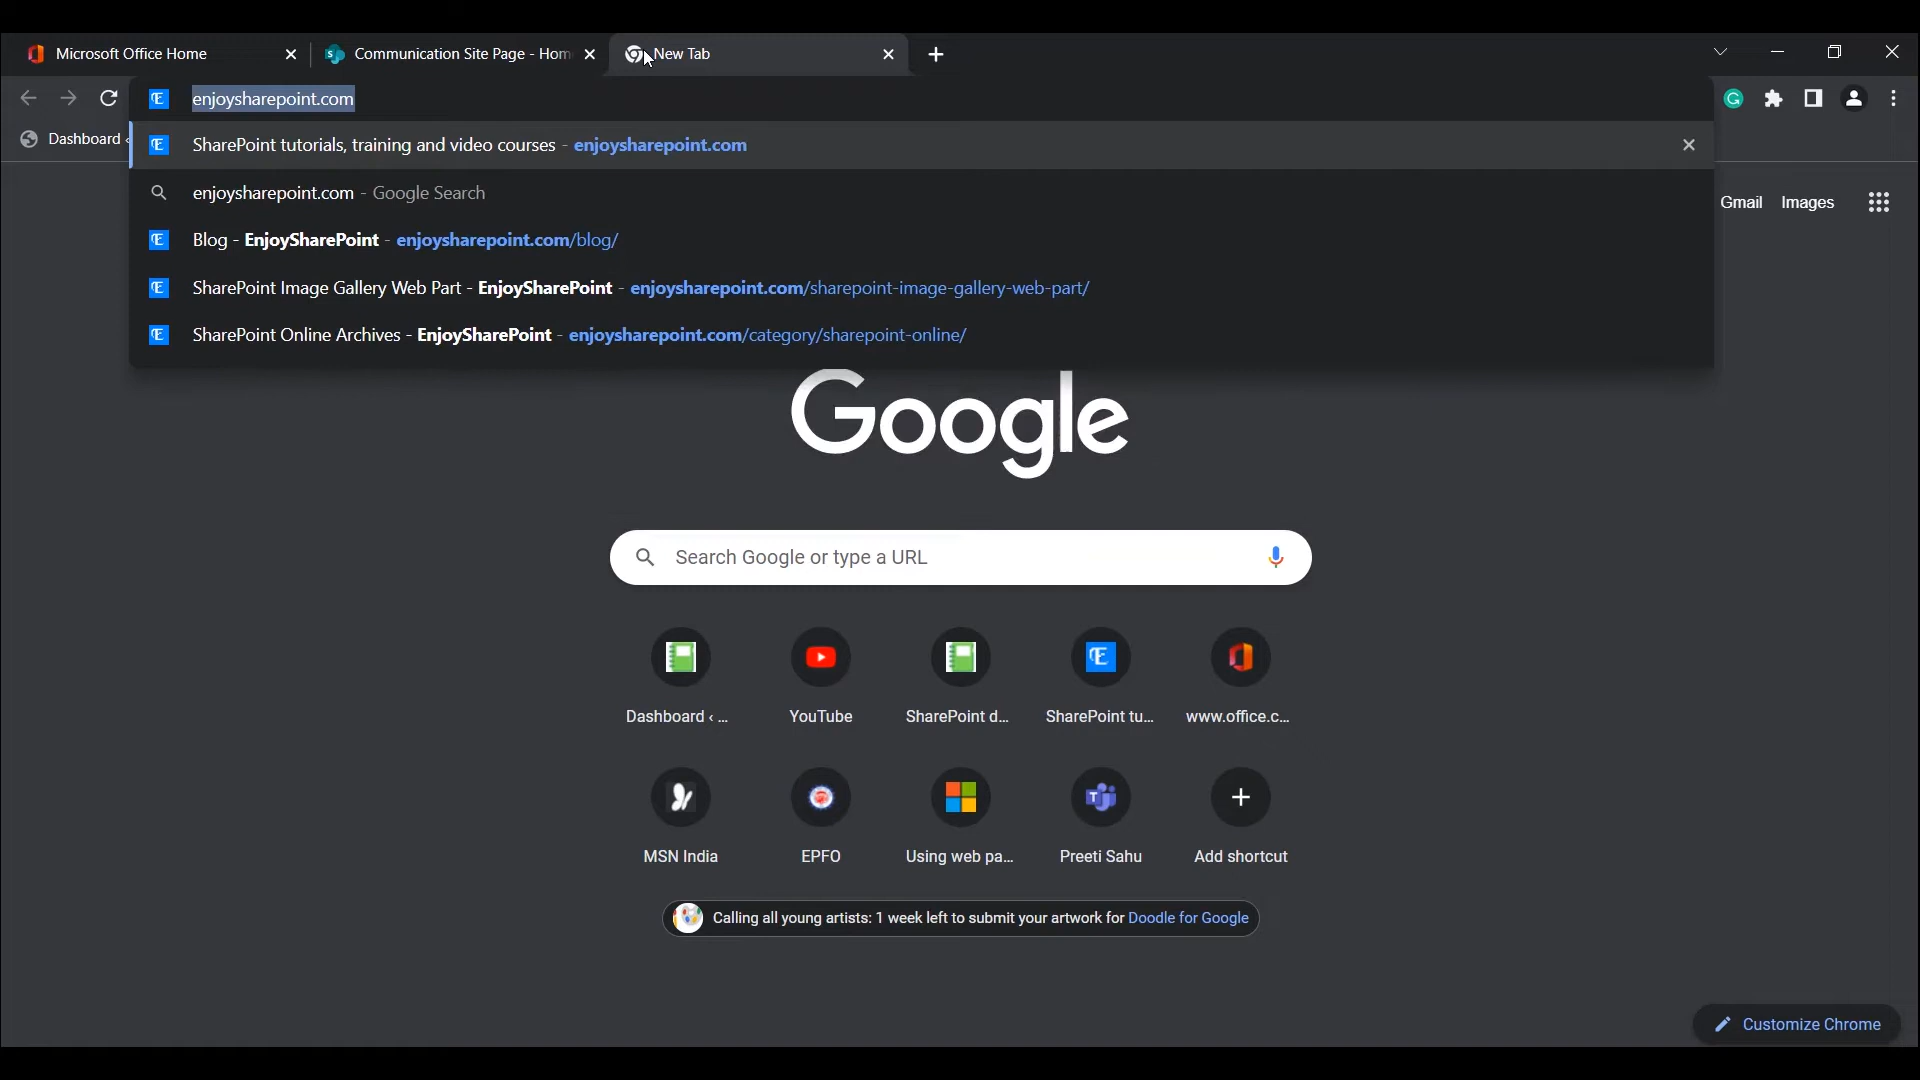 Microsoft Office Home
Communication Site Page - Hom
New Tab
enjoysharepoint.com
Dashboard ‹
SharePoint tutorials, training and video courses - enjoysharepoint.com
enjoysharepoint.com - Google Search
Blog - EnjoySharePoint - enjoysharepoint.com/blog/
SharePoint Image Gallery Web Part - EnjoySharePoint - enjoysharepoint.com/sharepoint-image-gallery-web-part/
SharePoint Online Archives - EnjoySharePoint - enjoysharepoint.com/category/sharepoint-online/
Gmail Images
Google
Search Google or type a URL
Dashboard ‹ ... YouTube SharePoint d... SharePoint tu... www.office.c...
MSN India EPFO Using web pa... Preeti Sahu Add shortcut
Calling all young artists: 1 week left to submit your artwork for Doodle for Google
Customize Chrome